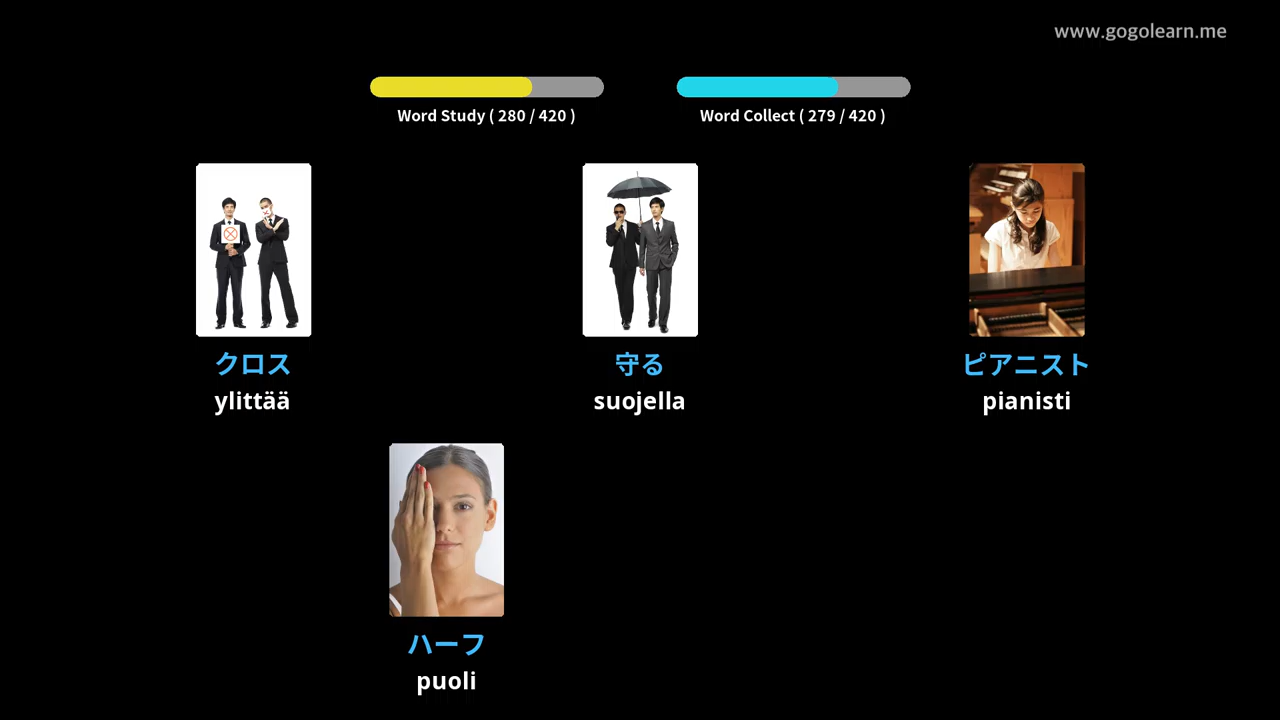 www.gogolearn.me
Word Study ( 280 / 420 )
Word Collect ( 279 / 420 )
クロス
ylittää
守る
suojella
ピアニスト
pianisti
ハーフ
puoli